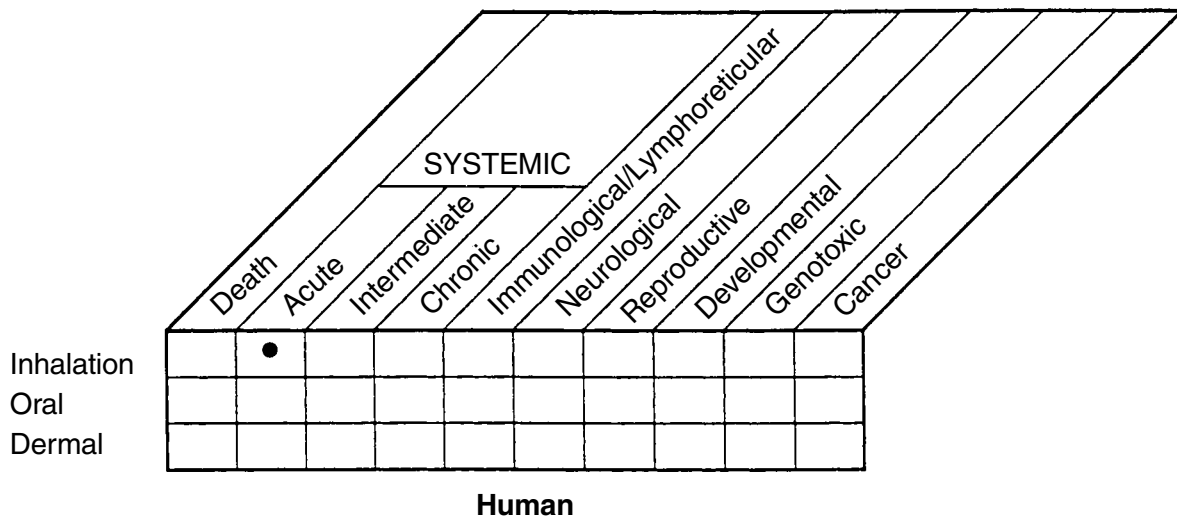 SYSTEMIC
Death
Acute
Intermediate
Chronic
Immunological/Lymphoreticular
Neurological
Reproductive
Developmental
Genotoxic
Cancer
Inhalation
Oral
Dermal
Human